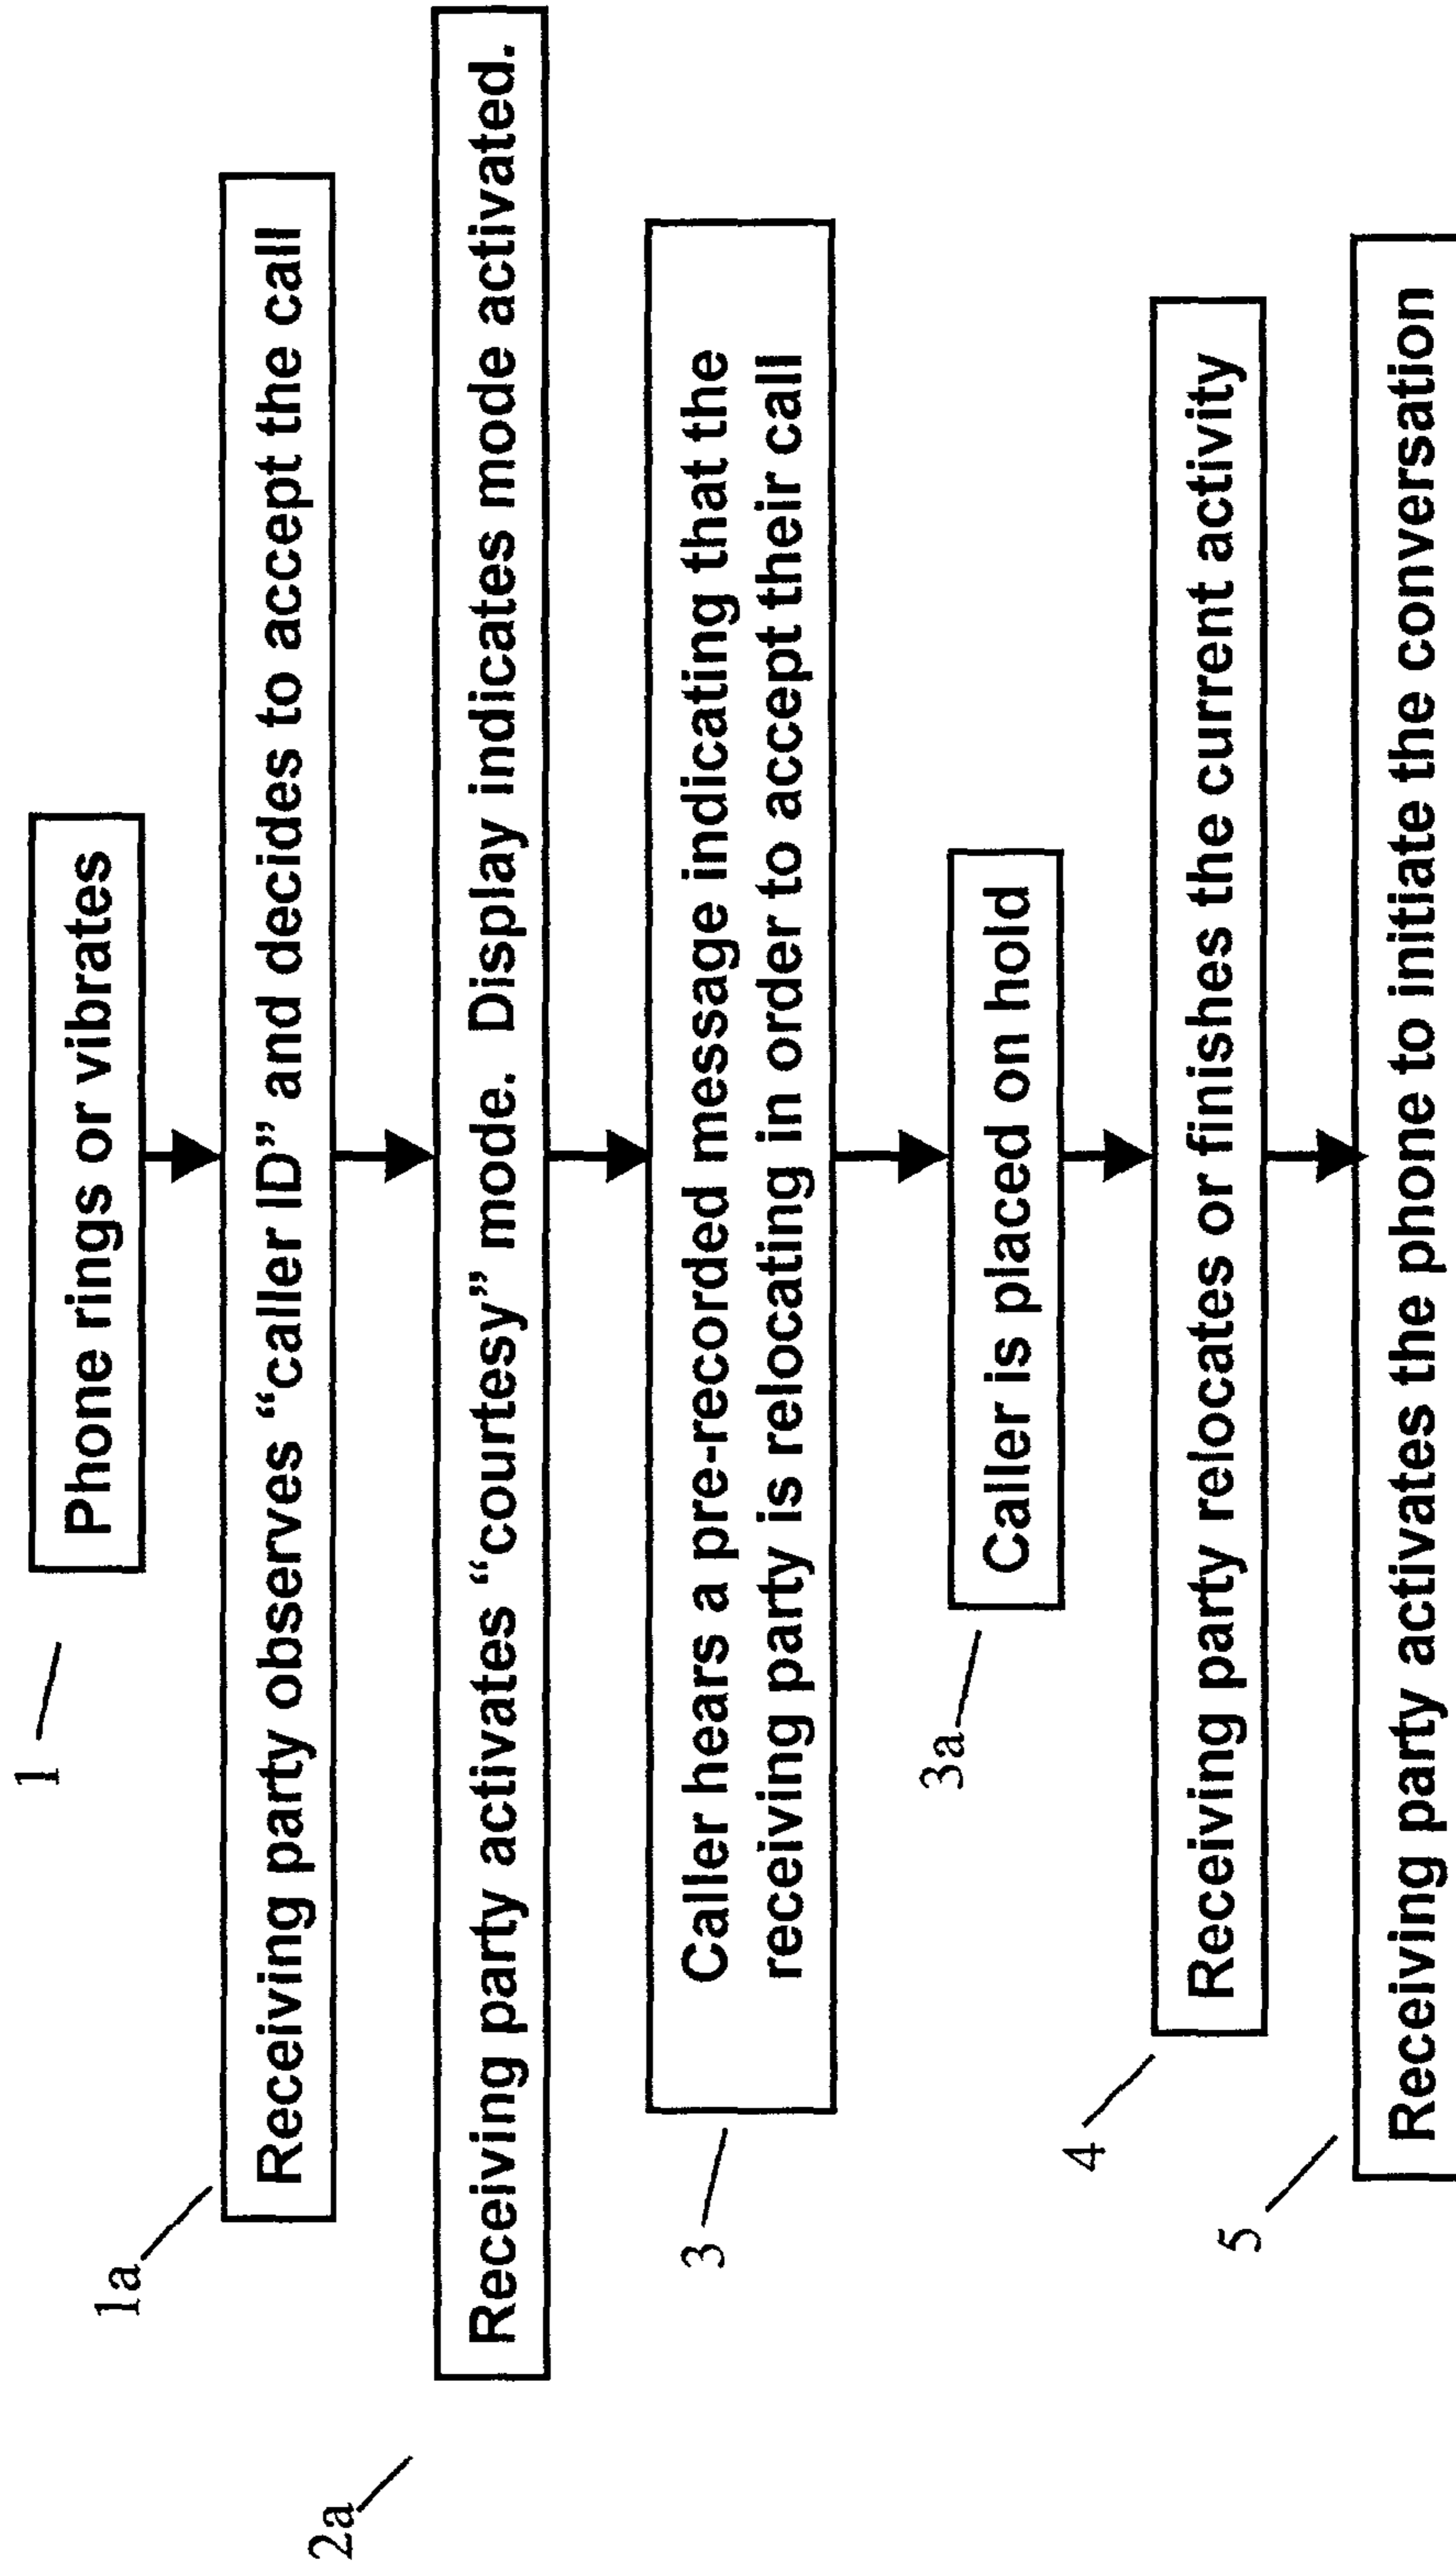 1
Phone rings or vibrates
1a
Receiving party observes “caller ID” and decides to accept the call
2a
Receiving party activates “courtesy” mode.  Display indicates mode activated.
3
Caller hears a pre-recorded message indicating that the
receiving party is relocating in order to accept their call
3a
Caller is placed on hold
4
Receiving party relocates or finishes the current activity
5
Receiving party activates the phone to initiate the conversation